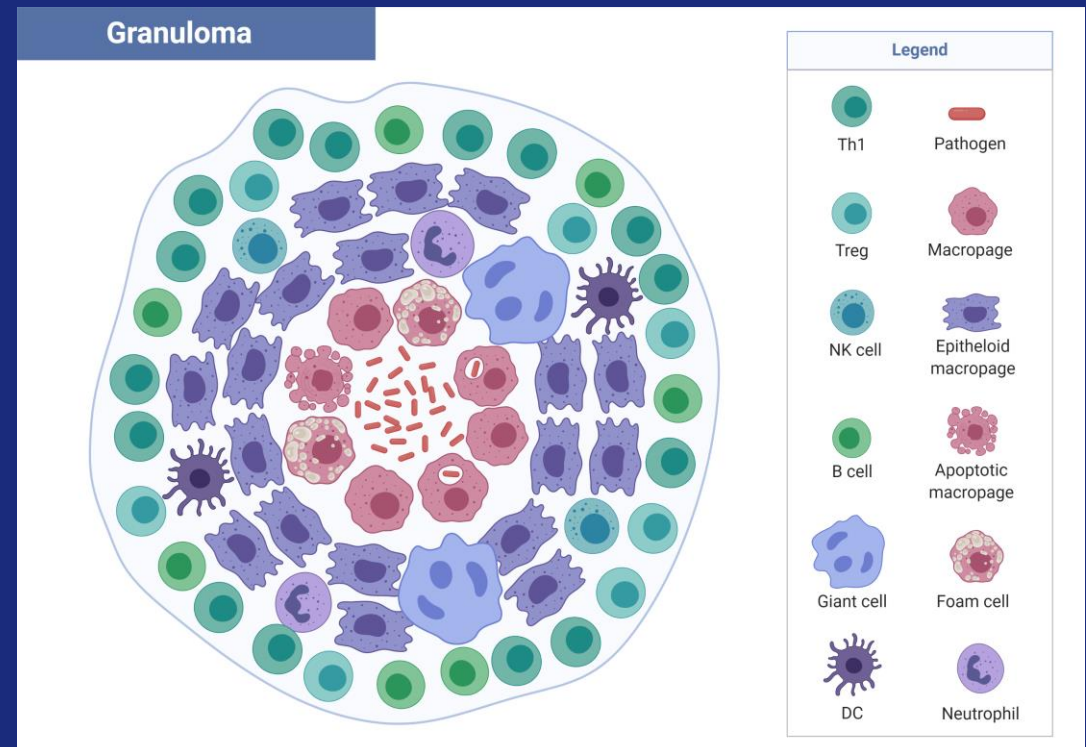 Granuloma
Legend
Th1
Pathogen
Treg
Macropage
NK cell
Epitheloid
macropage
B cell
Apoptotic
macropage
Giant cell
Foam cell
DC
Neutrophil